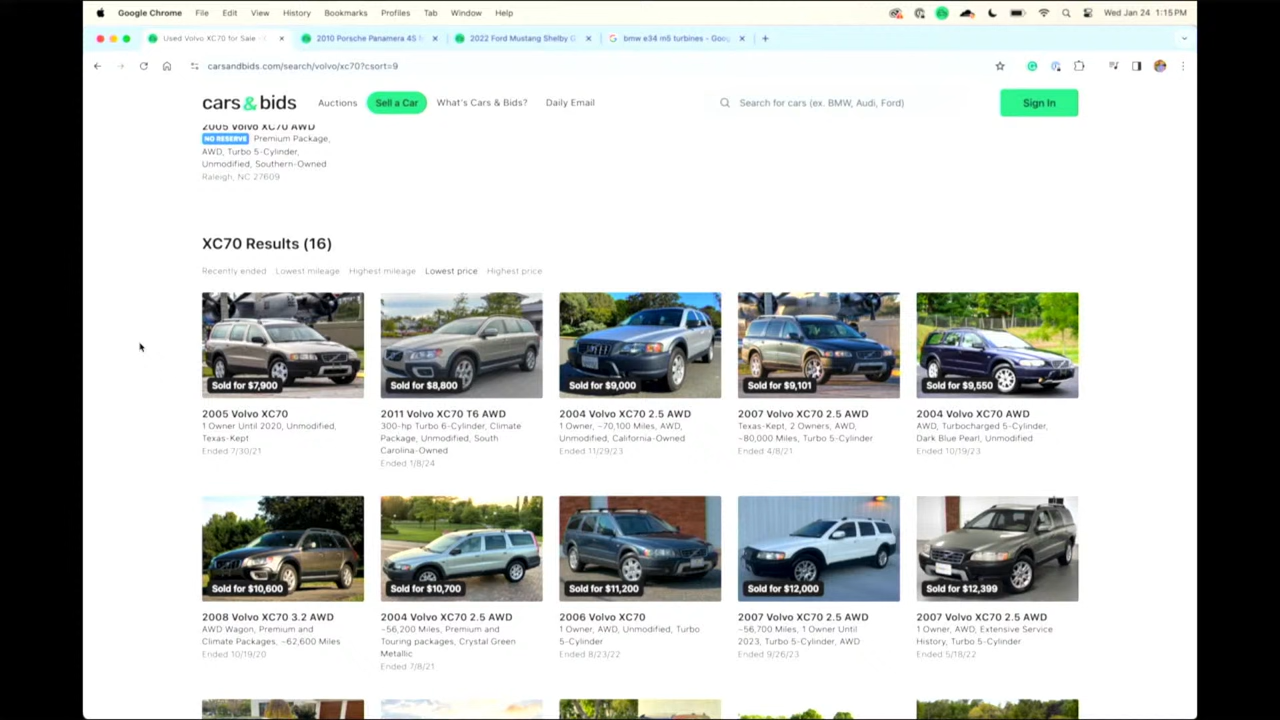 Google Chrome File Edit View History Bookmarks Profiles Tab Window Help Wed Jan 24 1:15 PM
Used Volvo XC70 for Sale 2010 Porsche Panamera 4S 2022 Ford Mustang Shelby G bmw e34 m5 turbines - Goog
carsandbids.com/search/volvo/xc70?csort=9
cars & bids Auctions Sell a Car What's Cars & Bids? Daily Email Search for cars (ex. BMW, Audi, Ford) Sign In
2005 Volvo XC70 AWD
NO RESERVE Premium Package,
AWD, Turbo 5-Cylinder,
Unmodified, Southern-Owned
Raleigh, NC 27609
XC70 Results (16)
Recently ended Lowest mileage Highest mileage Lowest price Highest price
Sold for $7,900
2005 Volvo XC70
1 Owner Until 2020, Unmodified,
Texas-Kept
Ended 7/30/21
Sold for $8,800
2011 Volvo XC70 T6 AWD
300-hp Turbo 6-Cylinder, Climate
Package, Unmodified, South
Carolina-Owned
Ended 1/8/24
Sold for $9,000
2004 Volvo XC70 2.5 AWD
1 Owner, ~70,100 Miles, AWD,
Unmodified, California-Owned
Ended 11/29/23
Sold for $9,101
2007 Volvo XC70 2.5 AWD
Texas-Kept, 2 Owners, AWD,
~80,000 Miles, Turbo 5-Cylinder
Ended 4/8/21
Sold for $9,550
2004 Volvo XC70 AWD
AWD, Turbocharged 5-Cylinder,
Dark Blue Pearl, Unmodified
Ended 10/19/23
Sold for $10,600
2008 Volvo XC70 3.2 AWD
AWD Wagon, Premium and
Climate Packages, ~62,600 Miles
Ended 10/19/20
Sold for $10,700
2004 Volvo XC70 2.5 AWD
~56,200 Miles, Premium and
Touring packages, Crystal Green
Metallic
Ended 7/8/21
Sold for $11,200
2006 Volvo XC70
1 Owner, AWD, Unmodified, Turbo
5-Cylinder
Ended 8/23/22
Sold for $12,000
2007 Volvo XC70 2.5 AWD
~56,700 Miles, 1 Owner Until
2023, Turbo 5-Cylinder, AWD
Ended 9/26/23
Sold for $12,399
2007 Volvo XC70 2.5 AWD
1 Owner, AWD, Extensive Service
History, Turbo 5-Cylinder
Ended 5/18/22